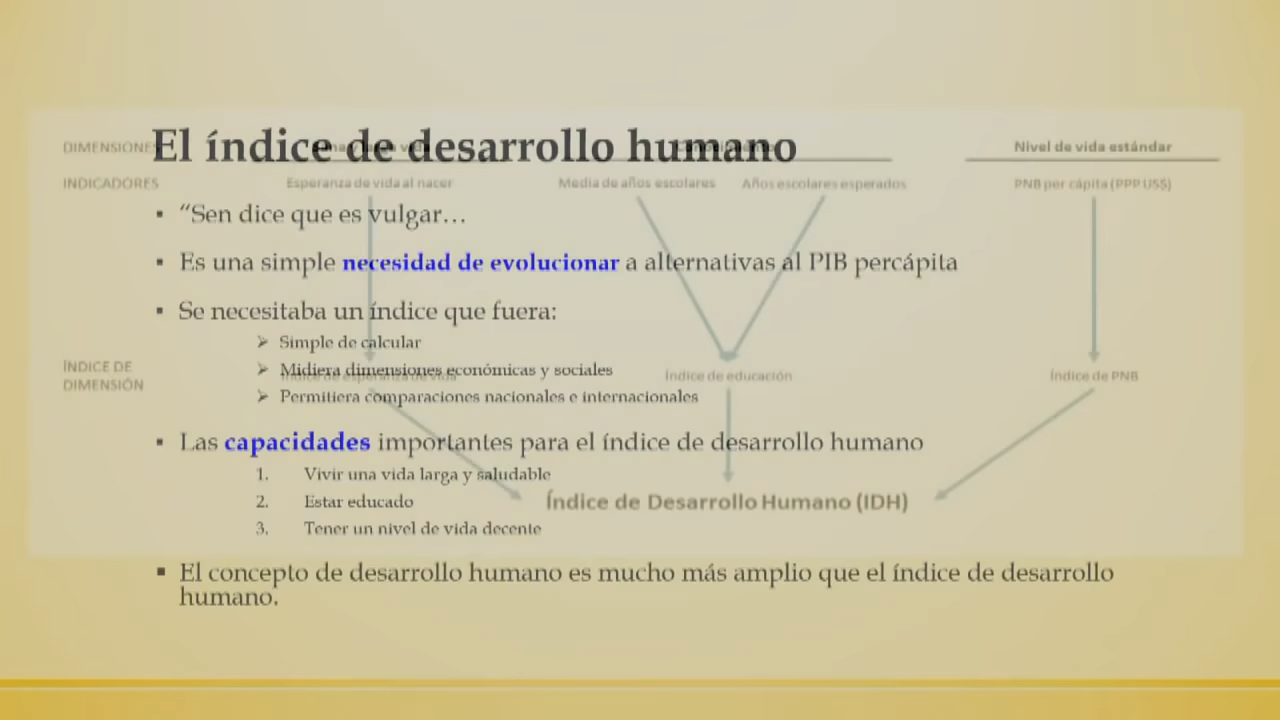 El índice de desarrollo humano
▪ “Sen dice que es vulgar…
▪ Es una simple necesidad de evolucionar a alternativas al PIB percápita
▪ Se necesitaba un índice que fuera:
➢ Simple de calcular
➢ Midiera dimensiones económicas y sociales
➢ Permitiera comparaciones nacionales e internacionales
▪ Las capacidades importantes para el índice de desarrollo humano
1. Vivir una vida larga y saludable
2. Estar educado
3. Tener un nivel de vida decente
▪ El concepto de desarrollo humano es mucho más amplio que el índice de desarrollo
humano.
DIMENSIONES
Nivel de vida estándar
INDICADORES
Esperanza de vida al nacer
Media de años escolares
Años escolares esperados
PNB per cápita (PPP US$)
ÍNDICE DE
DIMENSIÓN
Índice de esperanza de vida
Índice de educación
Índice de PNB
Índice de Desarrollo Humano (IDH)